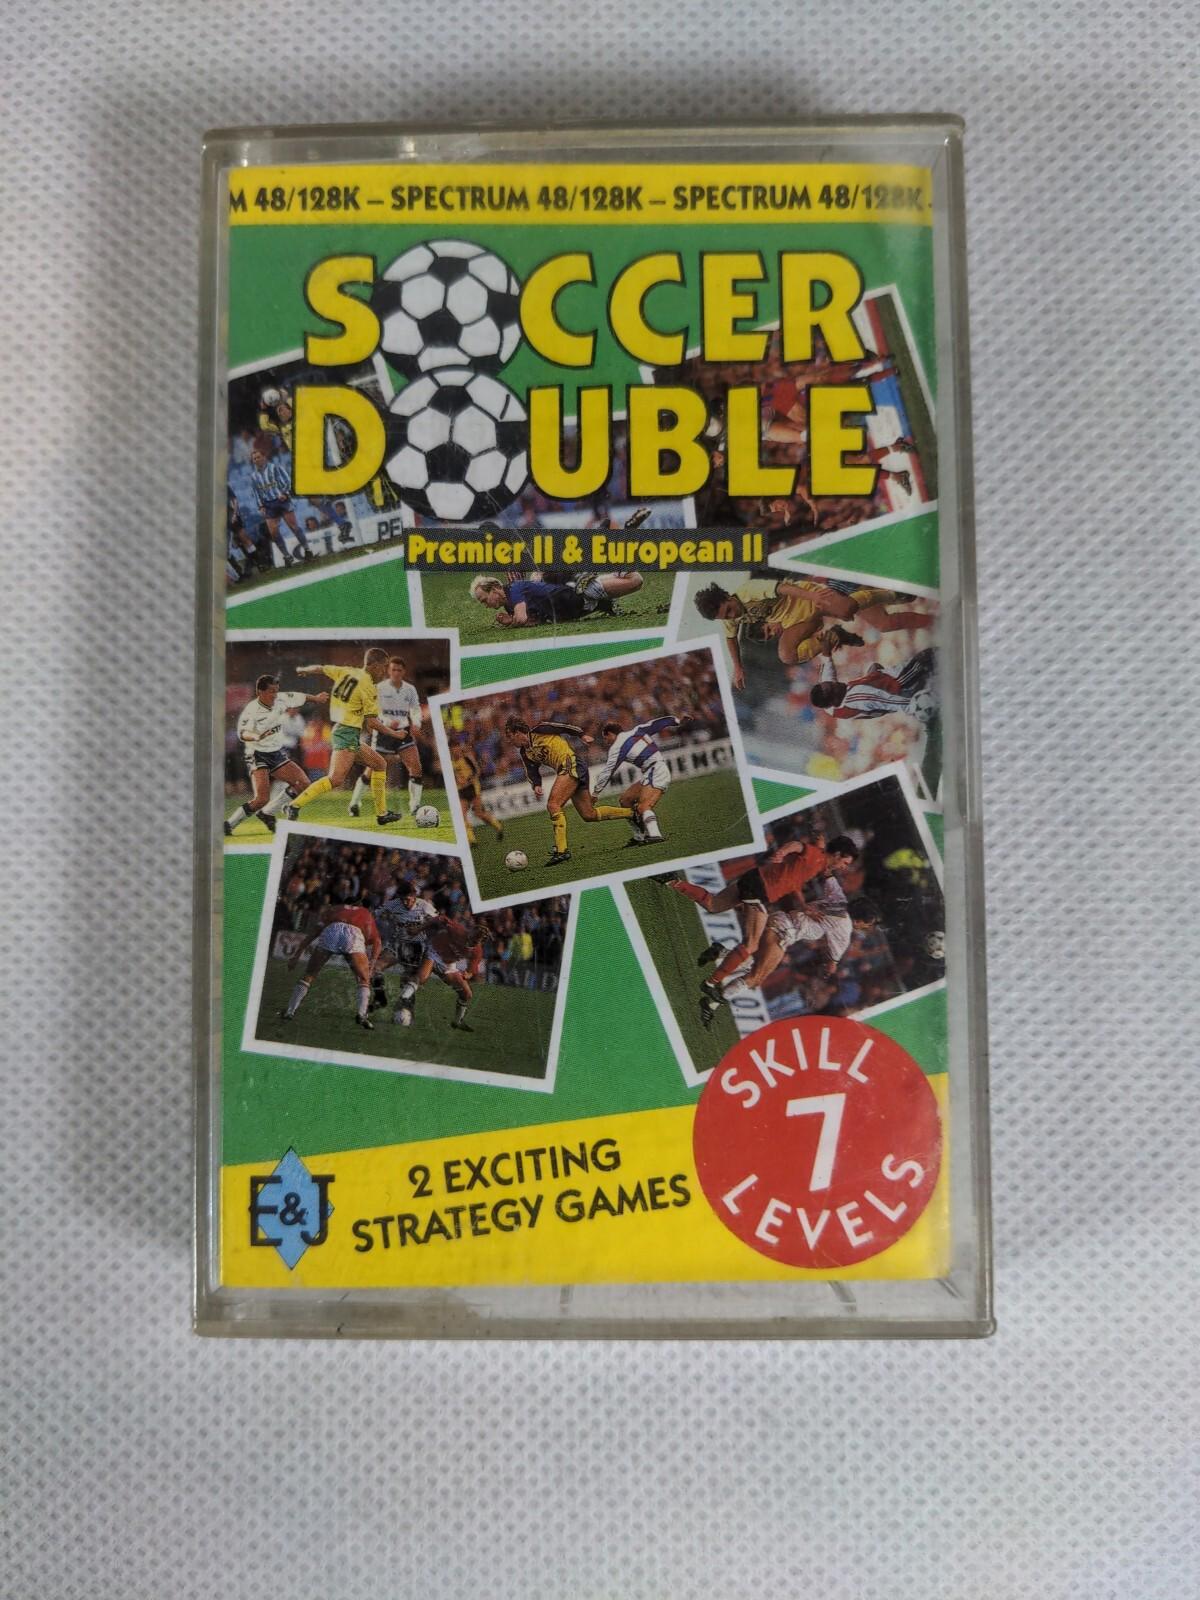 M 48/128K – SPECTRUM 48/128K – SPECTRUM 48/128K -
SOCCER
DOUBLE
Premier II & European II
10
SKILL
7
LEVELS
2 EXCITING
STRATEGY GAMES
E&J